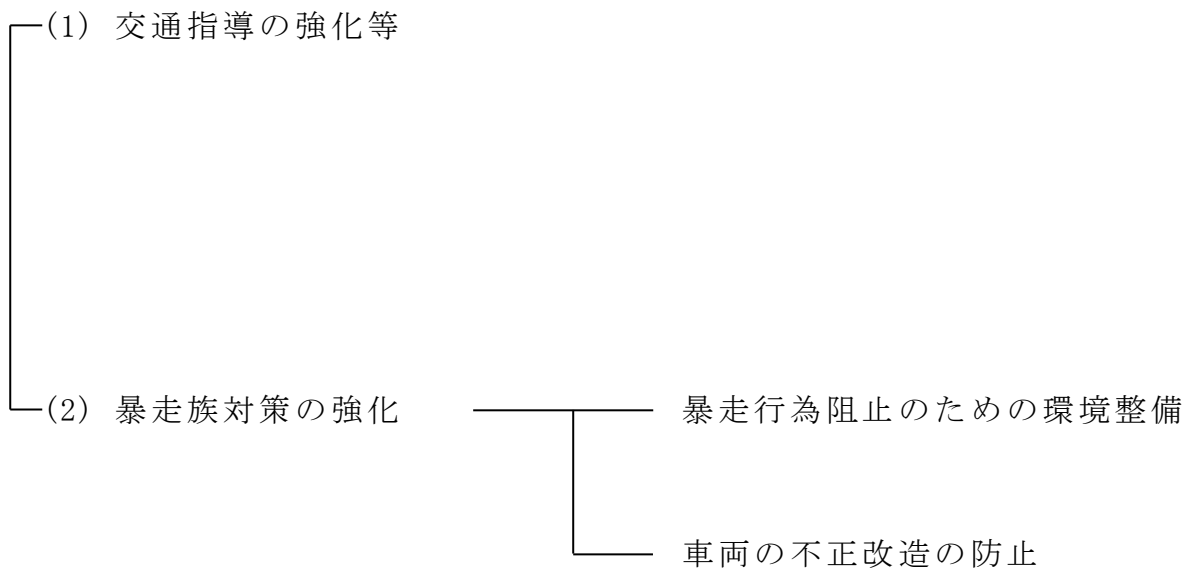 (1) 交通指導の強化等
(2) 暴走族対策の強化
暴走行為阻止のための環境整備
車両の不正改造の防止